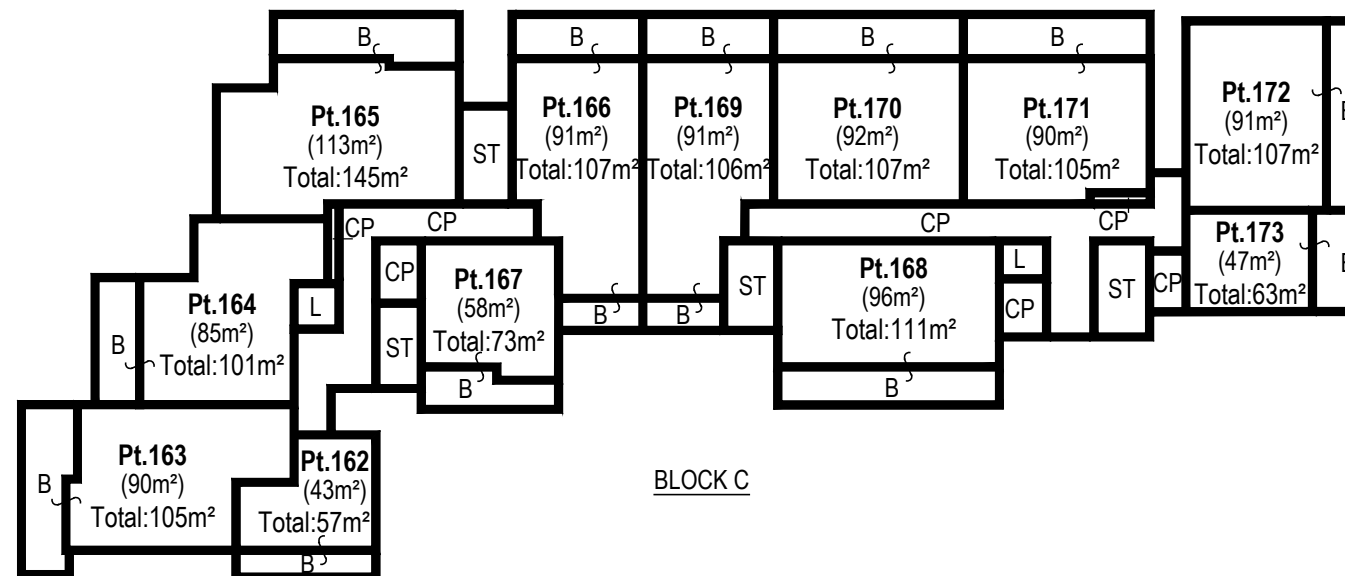 B
B
B
B
B
Pt.165
(113m²)
Total:145m²
ST
Pt.166
(91m²)
Total:107m²
Pt.169
(91m²)
Total:106m²
Pt.170
(92m²)
Total:107m²
Pt.171
(90m²)
Total:105m²
Pt.172
(91m²)
Total:107m²
CP
CP
CP
CP
Pt.164
(85m²)
Total:101m²
B
L
CP
ST
Pt.167
(58m²)
Total:73m²
B
B
B
ST
Pt.168
(96m²)
Total:111m²
B
L
CP
ST
CP
Pt.173
(47m²)
Total:63m²
B
Pt.163
(90m²)
Total:105m²
Pt.162
(43m²)
Total:57m²
B
BLOCK C